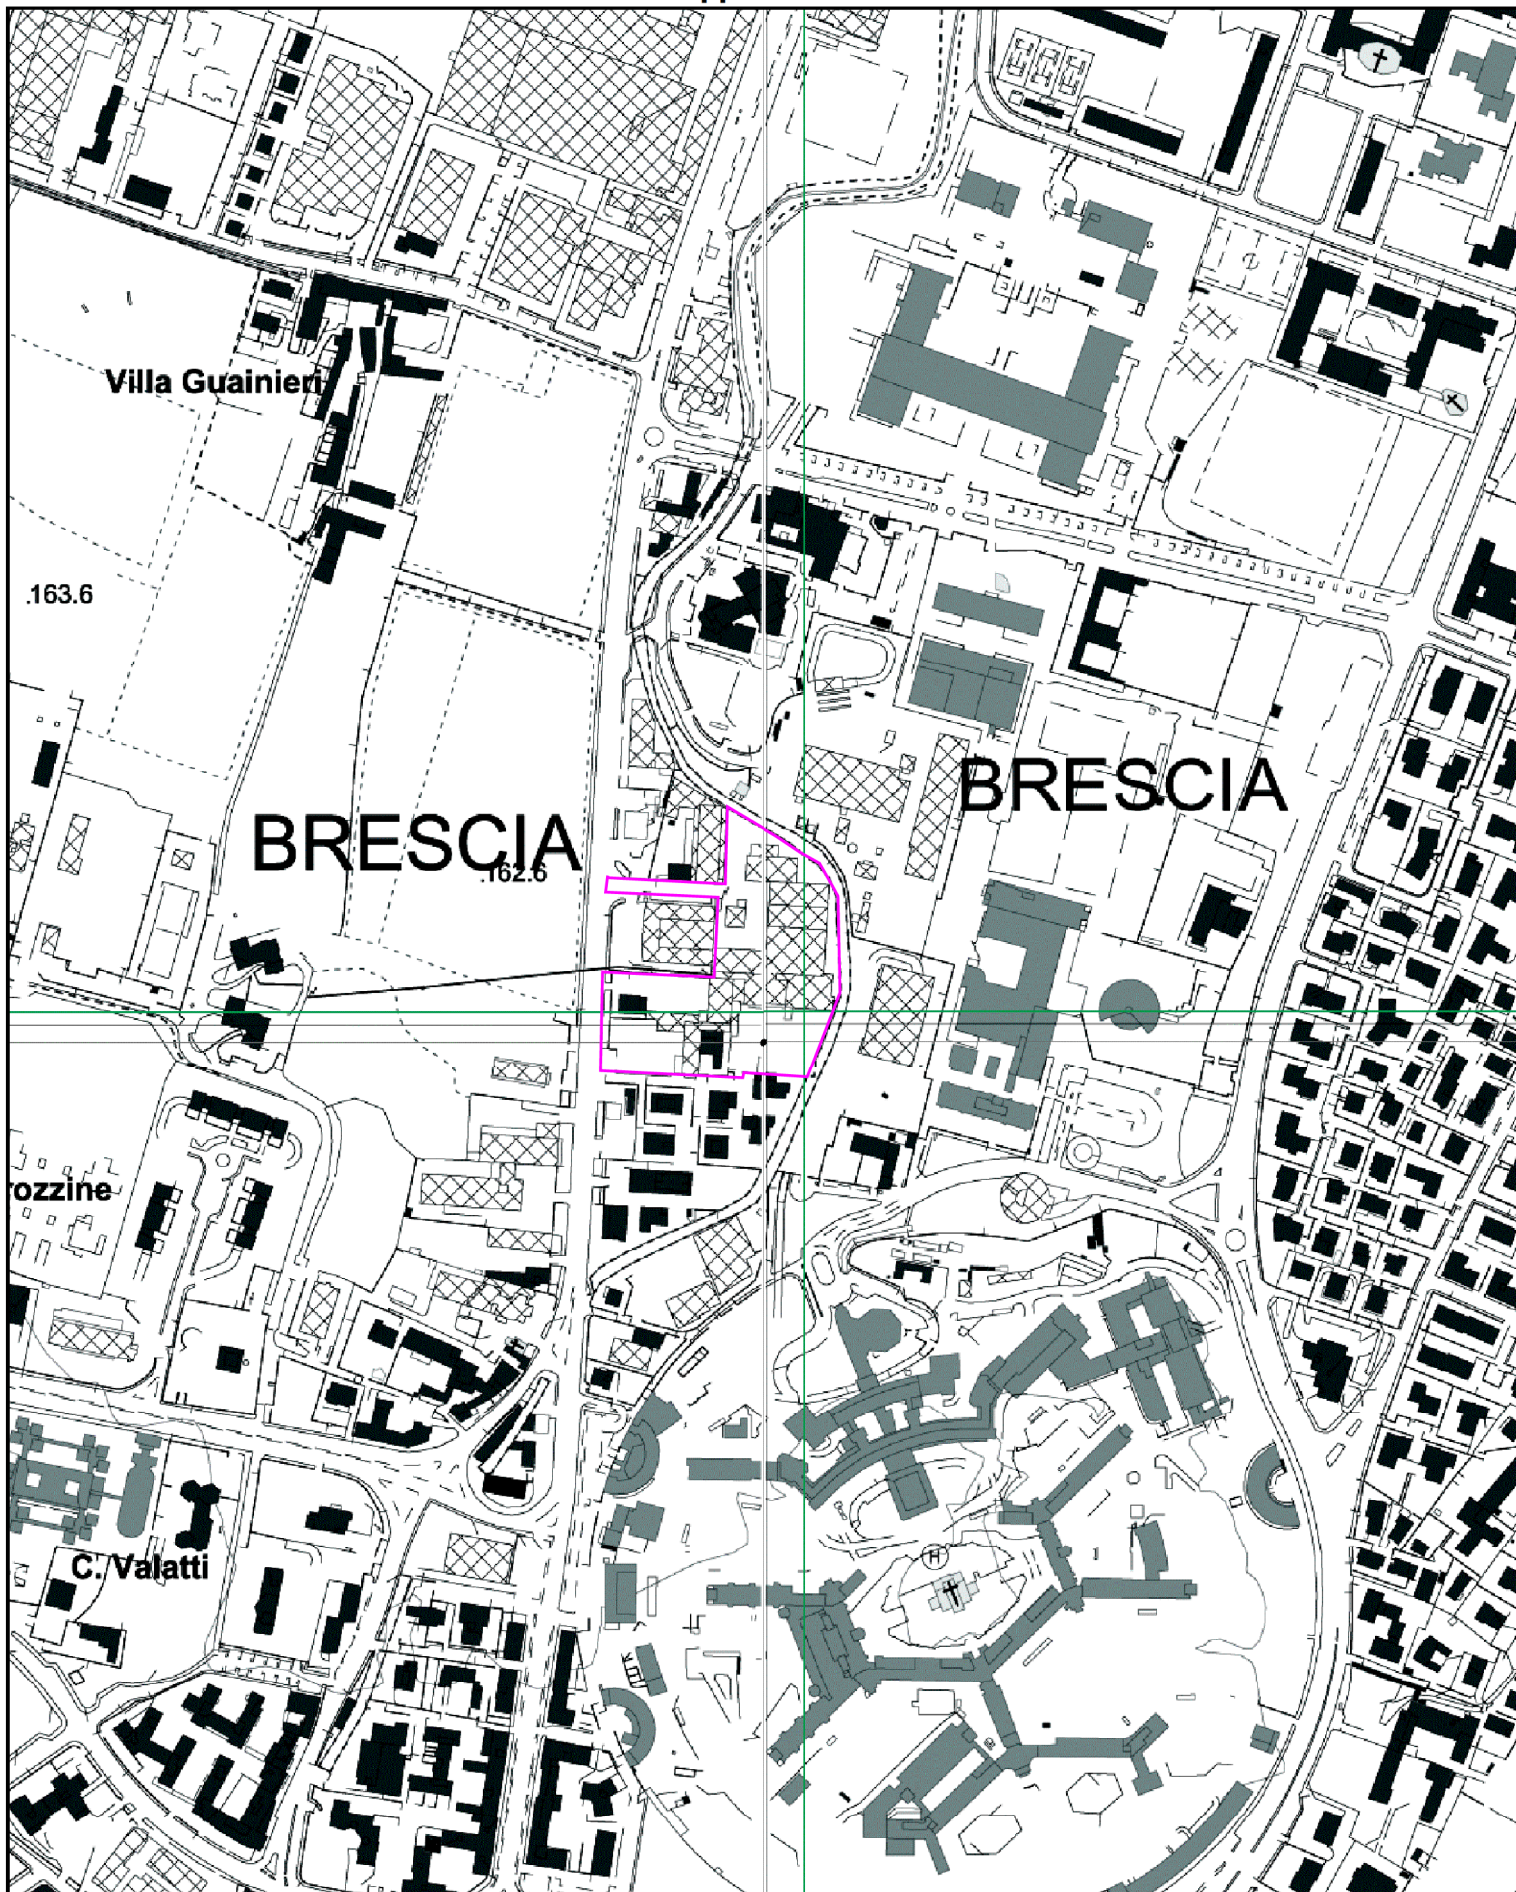 Villa Guainieri
.163.6
BRESCIA
BRESCIA
.162.6
rozzine
H
C. Valatti